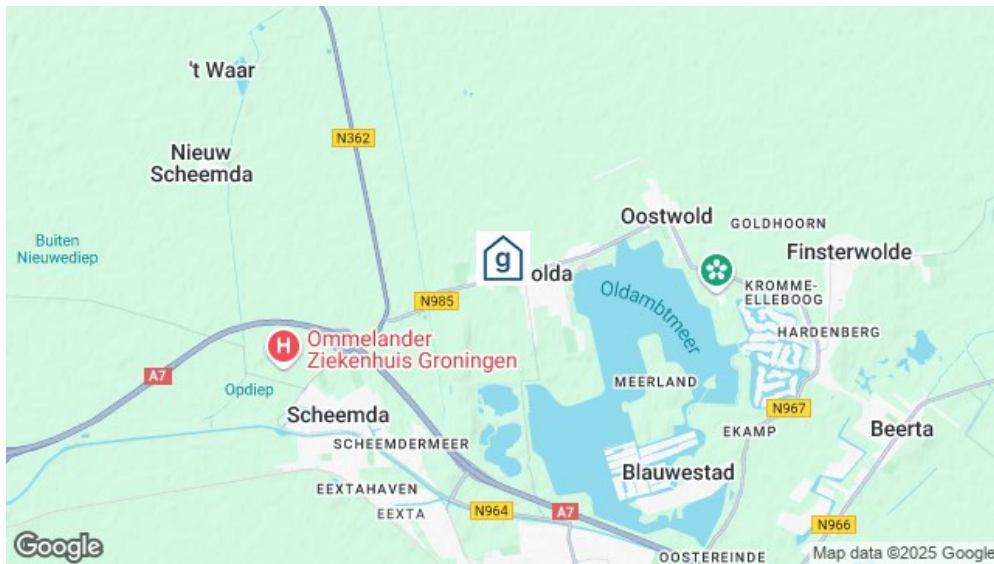 't Waar
N362
Nieuw
Scheemda
Oostwold
GOLDHOORN
Buiten
Nieuwediep
Finsterwolde
g
olda
KROMME-
ELLEBOOG
N985
Oldambtmeer
HARDENBERG
H
Ommelander
Ziekenhuis Groningen
A7
Opdiep
MEERLAND
N967
Scheemda
EKAMP
Beerta
SCHEEMDERMEER
Blauwestad
EEXTAHAVEN
EEXTA
N964
A7
N966
Google
OOSTEREINDE
Map data ©2025 Google